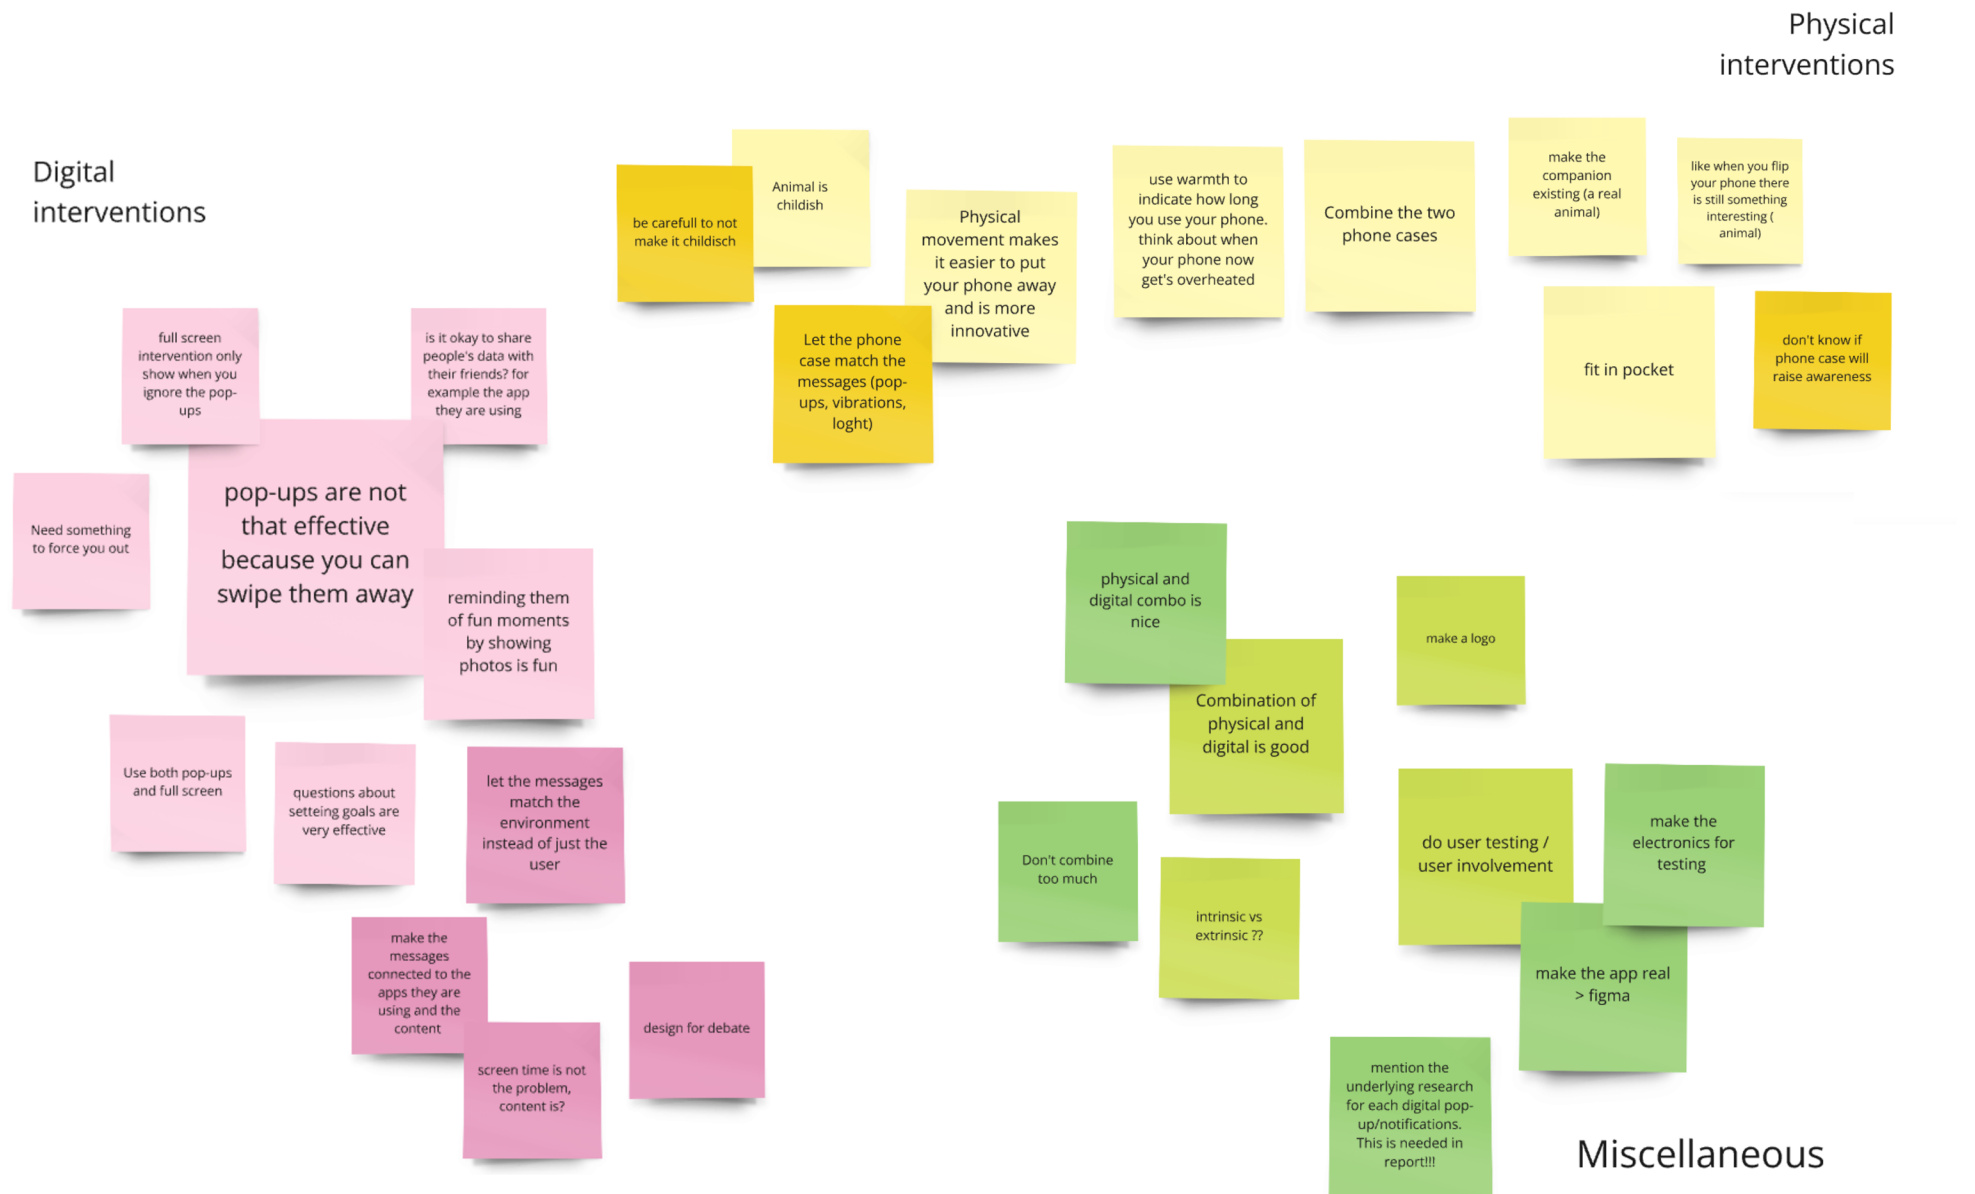 Physical
interventions
Digital
interventions
be carefull to not
make it childisch
Animal is
childish
Physical
movement makes
it easier to put
your phone away
and is more
innovative
Let the phone
case match the
messages (pop-
ups, vibrations,
loght)
use warmth to
indicate how long
you use your phone.
think about when
your phone now
get's overheated
Combine the two
phone cases
make the
companion
existing (a real
animal)
like when you flip
your phone there
is still something
interesting (
animal)
fit in pocket
don't know if
phone case will
raise awareness
full screen
intervention only
show when you
ignore the pop-
ups
is it okay to share
people's data with
their friends? for
example the app
they are using
Need something
to force you out
pop-ups are not
that effective
because you can
swipe them away
reminding them
of fun moments
by showing
photos is fun
Use both pop-ups
and full screen
questions about
setteing goals are
very effective
let the messages
match the
environment
instead of just the
user
make the
messages
connected to the
apps they are
using and the
content
screen time is not
the problem,
content is?
design for debate
physical and
digital combo is
nice
Combination of
physical and
digital is good
make a logo
Don't combine
too much
intrinsic vs
extrinsic ??
do user testing /
user involvement
make the
electronics for
testing
make the app real
> figma
mention the
underlying research
for each digital pop-
up/notifications.
This is needed in
report!!!
Miscellaneous